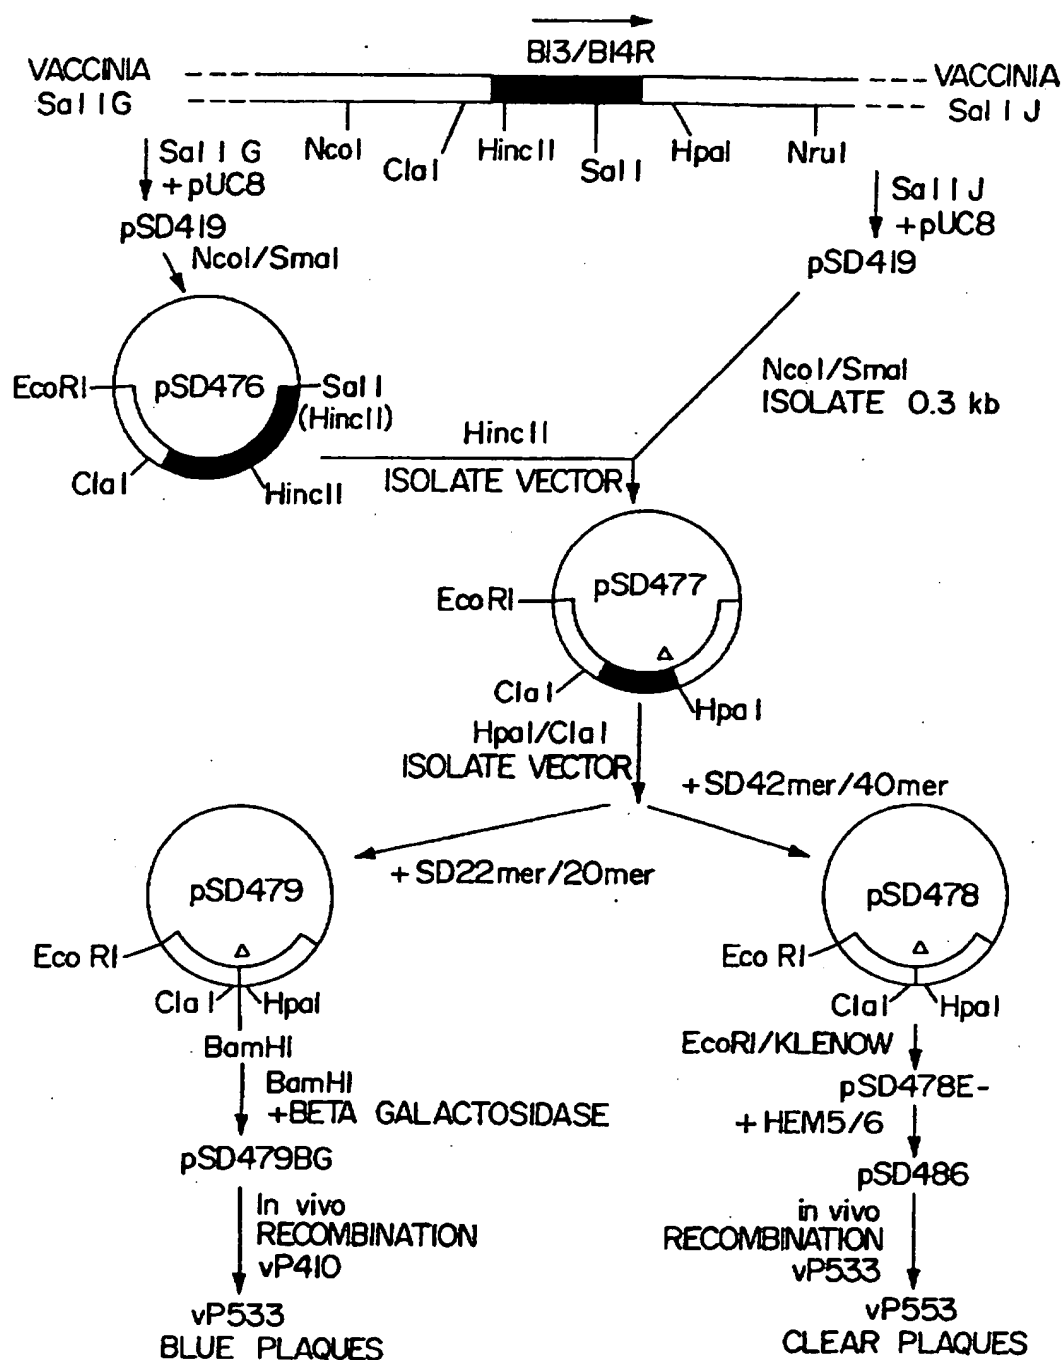 B13/B14R
VACCINIA
Sal I G
VACCINIA
Sal I J
NcoI
ClaI
HincII
SalI
HpaI
NruI
Sal I G
+pUC8
pSD419
NcoI/SmaI
Sal I J
+pUC8
pSD419
EcoRI
pSD476
SalI
(HincII)
ClaI
HincII
NcoI/SmaI
ISOLATE 0.3 kb
HincII
ISOLATE VECTOR
EcoRI
pSD477
Δ
ClaI
HpaI
HpaI/ClaI
ISOLATE VECTOR
+SD42mer/40mer
+SD22mer/20mer
pSD479
Δ
Eco RI
ClaI
HpaI
BamHI
BamHI
+BETA GALACTOSIDASE
pSD479BG
In vivo
RECOMBINATION
vP410
vP533
BLUE PLAQUES
pSD478
Δ
Eco RI
ClaI
HpaI
EcoRI/KLENOW
pSD478E-
+HEM5/6
pSD486
in vivo
RECOMBINATION
vP533
vP553
CLEAR PLAQUES